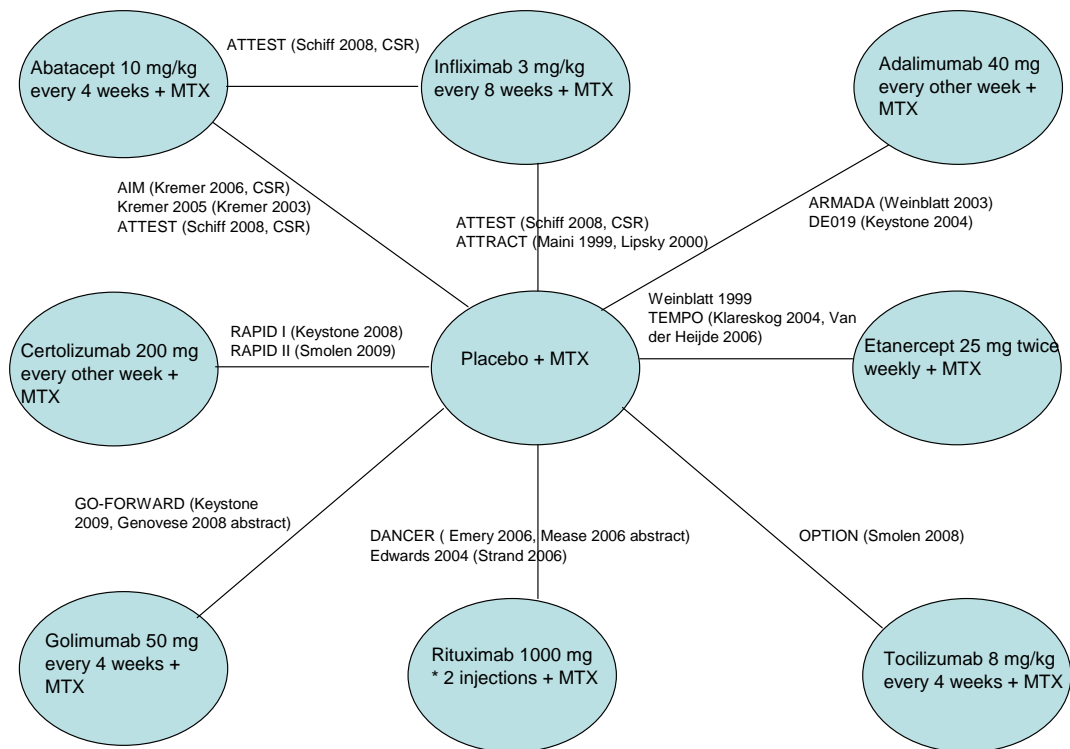 ATTEST (Schiff 2008, CSR)
Abatacept 10 mg/kg
every 4 weeks + MTX
Infliximab 3 mg/kg
every 8 weeks + MTX
Adalimumab 40 mg
every other week +
MTX
AIM (Kremer 2006, CSR)
Kremer 2005 (Kremer 2003)
ATTEST (Schiff 2008, CSR)
ATTEST (Schiff 2008, CSR)
ATTRACT (Maini 1999, Lipsky 2000)
ARMADA (Weinblatt 2003)
DE019 (Keystone 2004)
Certolizumab 200 mg
every other week +
MTX
RAPID I (Keystone 2008)
RAPID II (Smolen 2009)
Placebo + MTX
Weinblatt 1999
TEMPO (Klareskog 2004, Van
der Heijde 2006)
Etanercept 25 mg twice
weekly + MTX
GO-FORWARD (Keystone
2009, Genovese 2008 abstract)
DANCER ( Emery 2006, Mease 2006 abstract)
Edwards 2004 (Strand 2006)
OPTION (Smolen 2008)
Golimumab 50 mg
every 4 weeks +
MTX
Rituximab 1000 mg
* 2 injections + MTX
Tocilizumab 8 mg/kg
every 4 weeks + MTX